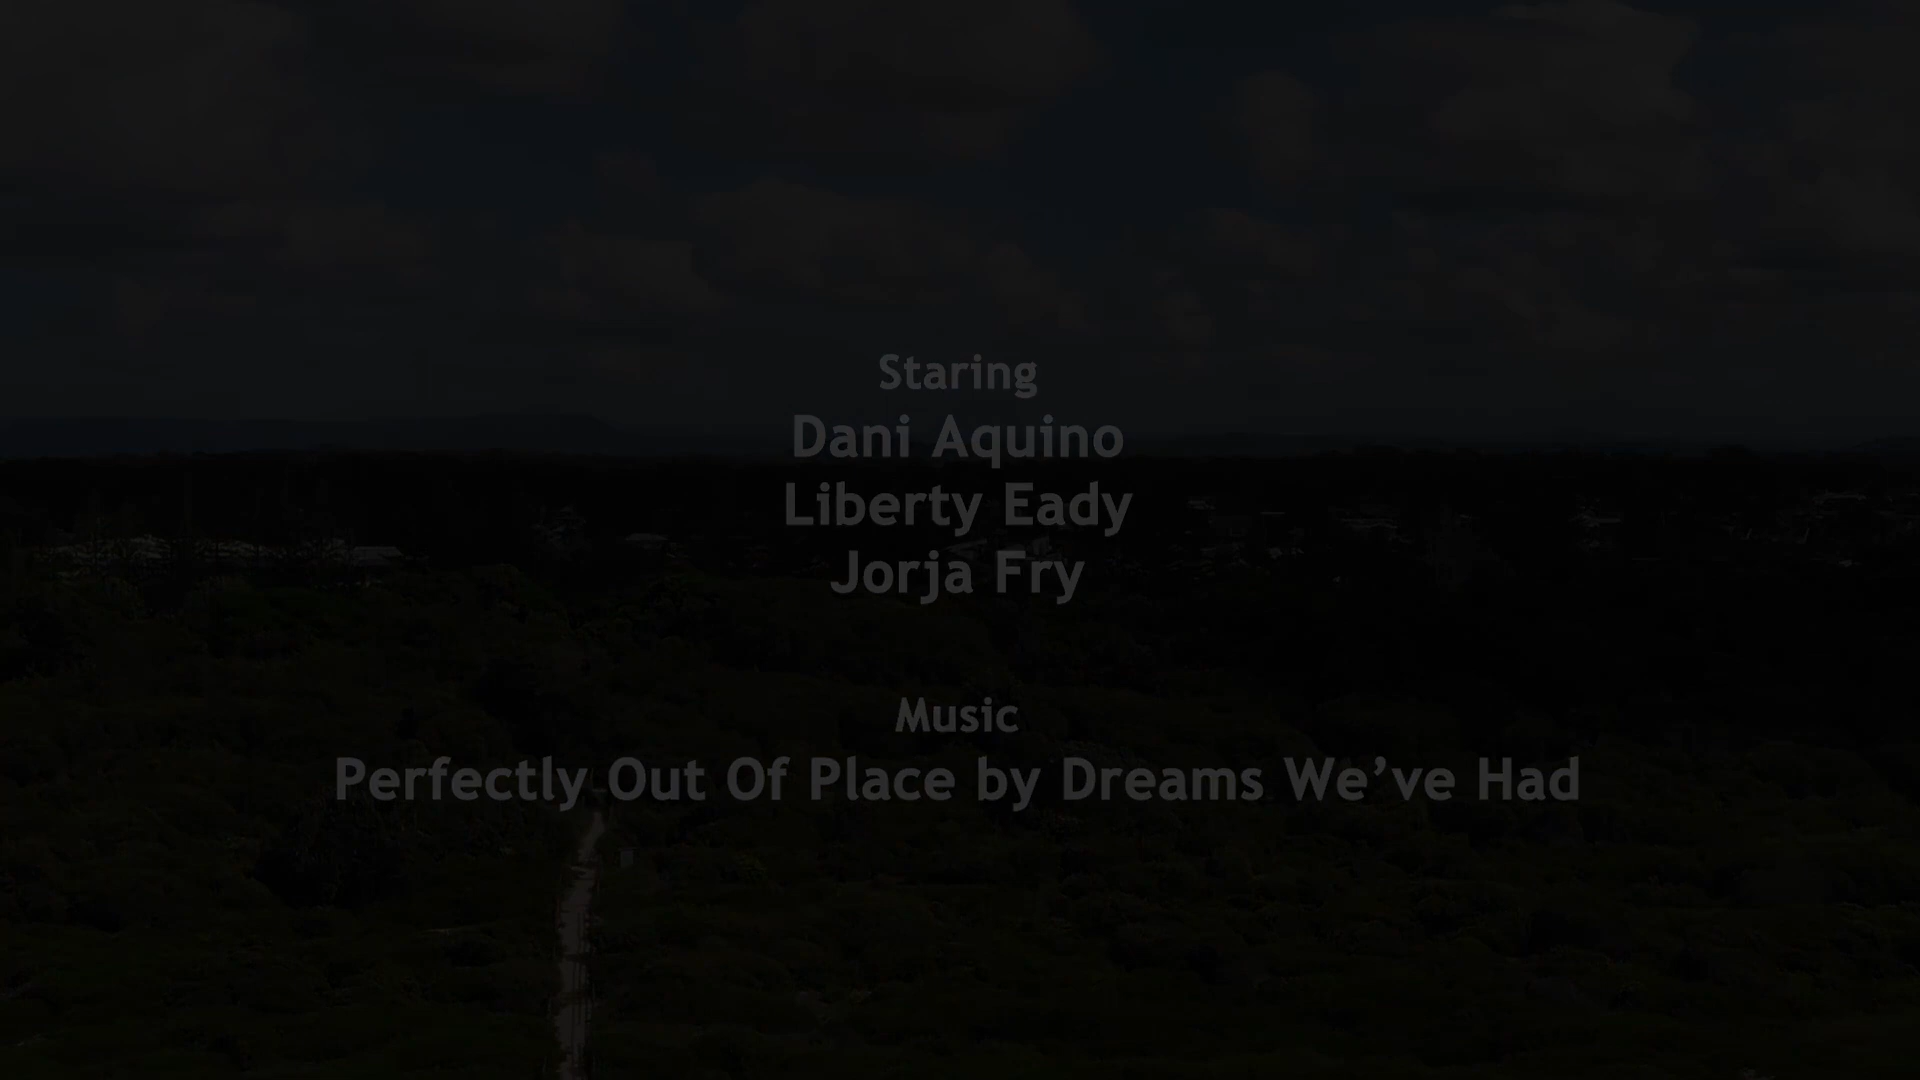 Staring
Dani Aquino
Liberty Eady
Jorja Fry
Music
Perfectly Out Of Place by Dreams We’ve Had